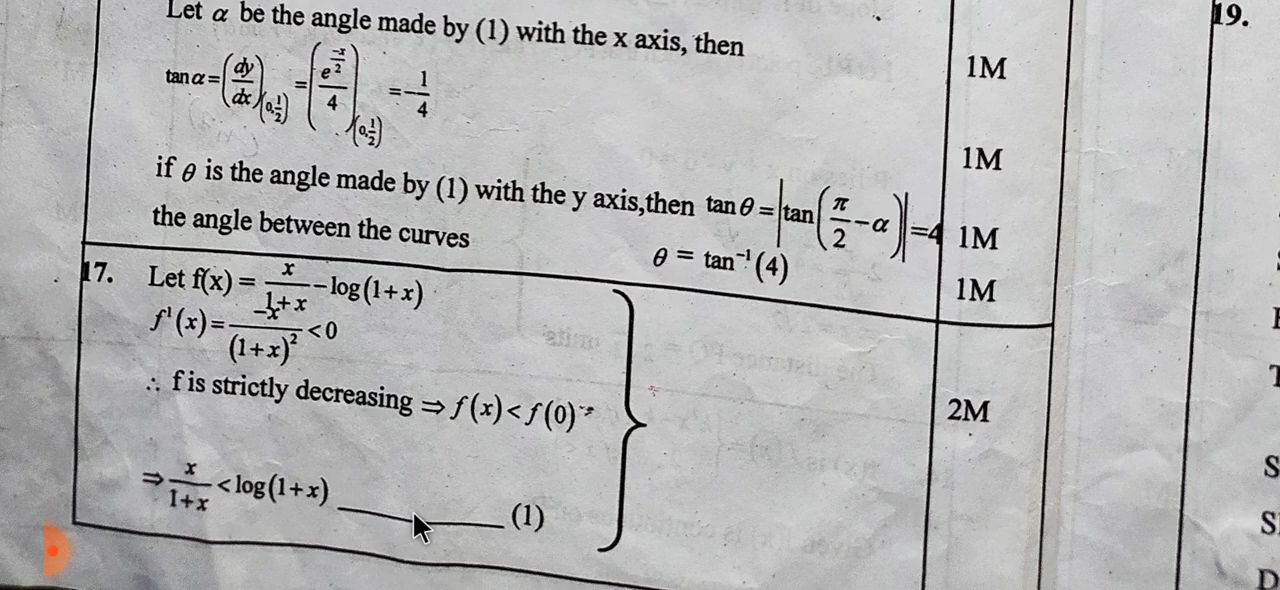 Let α be the angle made by (1) with the x axis, then
tan α = (dy/dx)(0,1/2) = (e^(-x/2)/4)(0,1/2) = -1/4
if θ is the angle made by (1) with the y axis,then tan θ = |tan(π/2 - α)| = 4
the angle between the curves
θ = tan⁻¹(4)
1M
1M
1M
1M
17. Let f(x) = x/(1+x) - log(1+x)
f¹(x) = -x/(1+x)² < 0
∴ f is strictly decreasing ⇒ f(x) < f(0)
⇒ x/(1+x) < log(1+x) ________ (1)
2M
19.